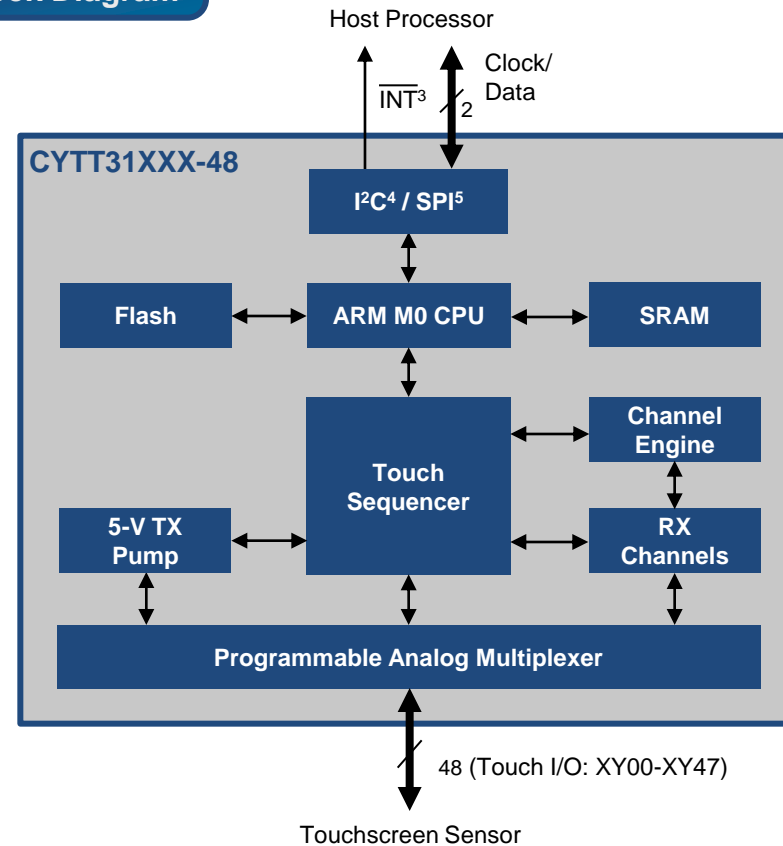 Diagram
Host Processor
INT³
Clock/
Data
2
CYTT31XXX-48
I²C⁴ / SPI⁵
Flash
ARM M0 CPU
SRAM
Touch
Sequencer
Channel
Engine
5-V TX
Pump
RX
Channels
Programmable Analog Multiplexer
48 (Touch I/O: XY00-XY47)
Touchscreen Sensor